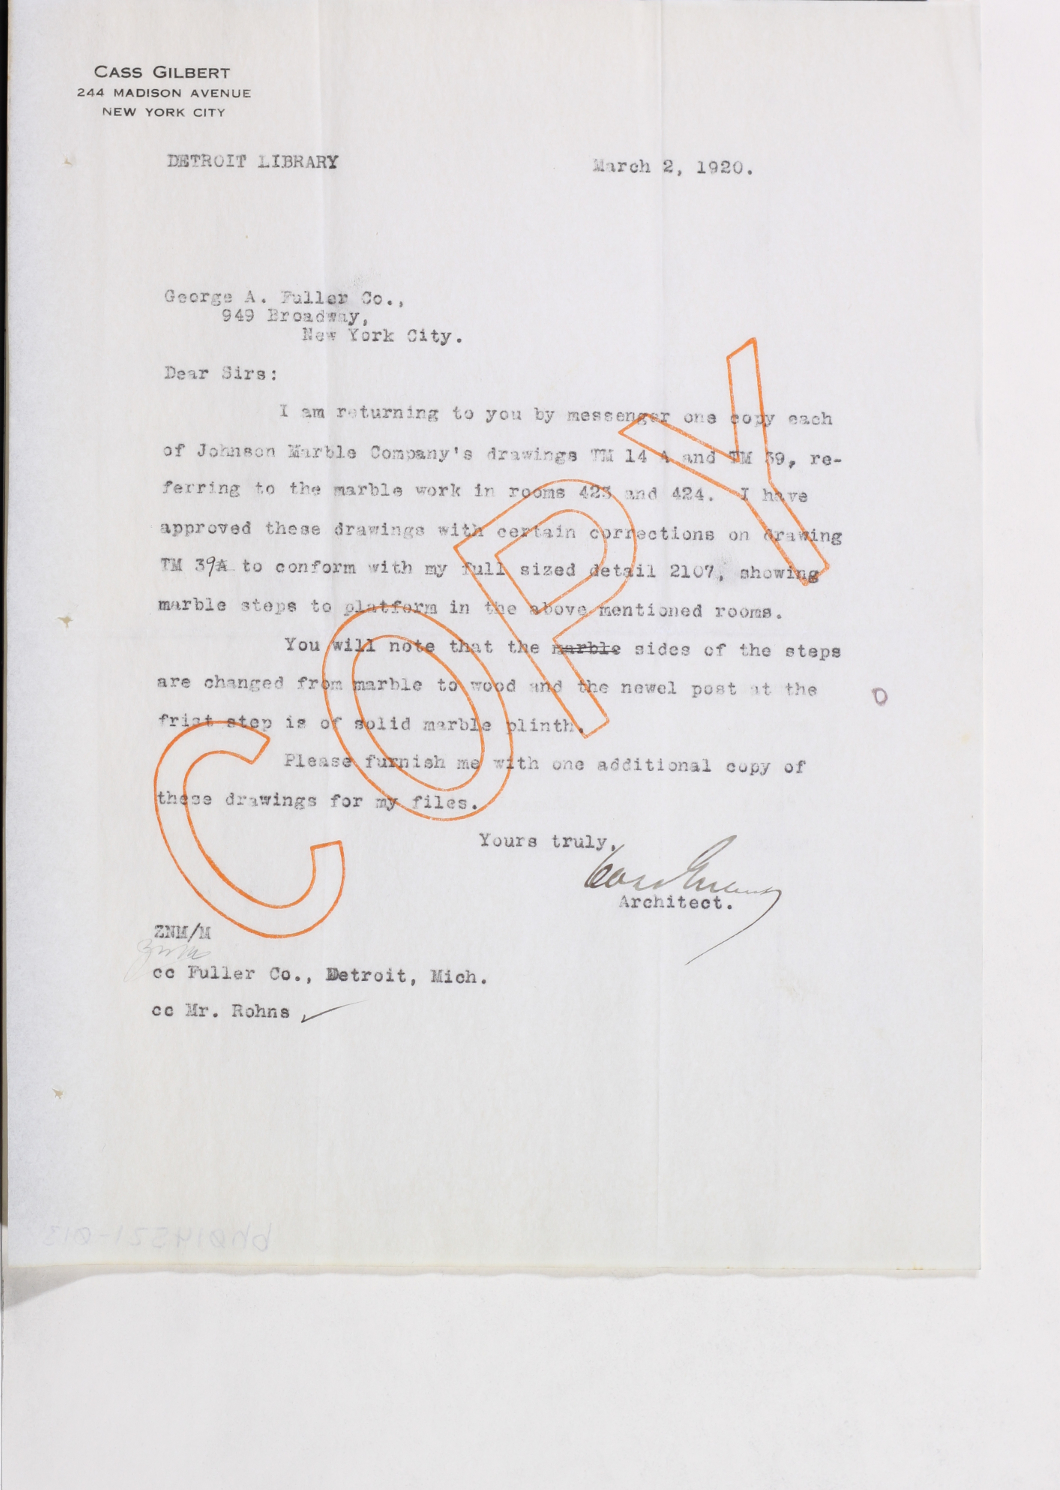 CASS GILBERT
244 MADISON AVENUE
NEW YORK CITY
DETROIT LIBRARY March 2, 1920.
George A. Fuller Co.,
949 Broadway,
New York City.
Dear Sirs:
I am returning to you by messenger one copy each
of Johnson Marble Company's drawings TM 14 A and TM 39, re-
ferring to the marble work in rooms 423 and 424. I have
approved these drawings with certain corrections on drawing
TM 39A to conform with my full sized detail 2107, showing
marble steps to platform in the above mentioned rooms.
You will note that the marble sides of the steps
are changed from marble to wood and the newel post at the
frist step is of solid marble plinth.
Please furnish me with one additional copy of
these drawings for my files.
Yours truly,
Cass Gilbert
Architect.
ZNM/M
ZNM
cc Fuller Co., Detroit, Mich.
cc Mr. Rohns
COPY